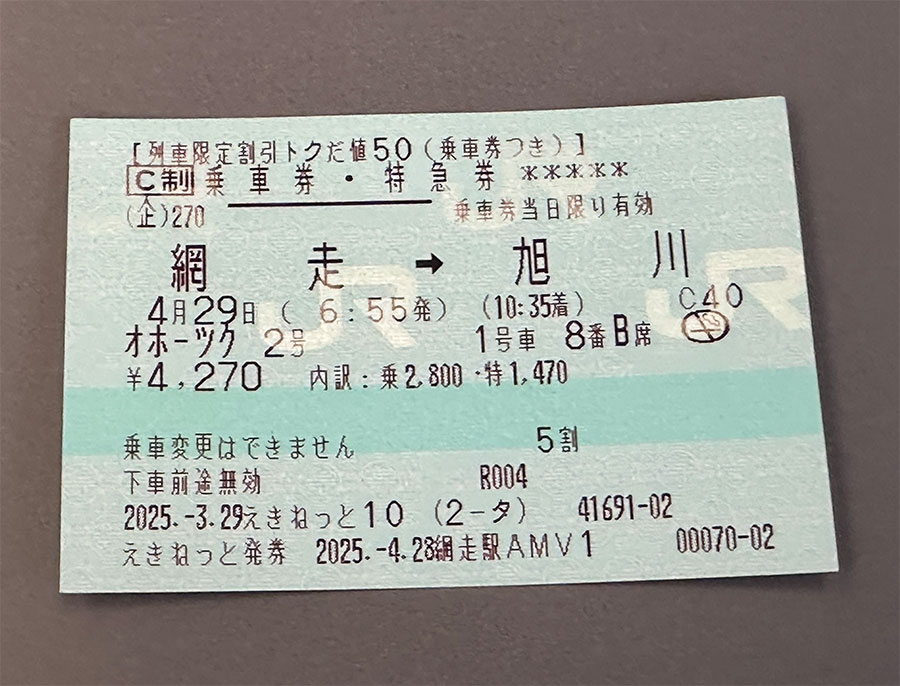 [列車限定割引トクだ値50(乗車券つき)]
C制 乗車券・特急券 *****
(企)270 乗車券当日限り有効
網走 → 旭川
4月29日( 6:55発) (10:35着) C40
オホーツク 2号 1号車 8番B席
¥4,270 内訳:乗2,800・特1,470
乗車変更はできません 5割
下車前途無効 R004
2025.-3.29えきねっと10 (2-タ) 41691-02
えきねっと発券 2025.-4.28網走駅AMV1 00070-02
JR
JR